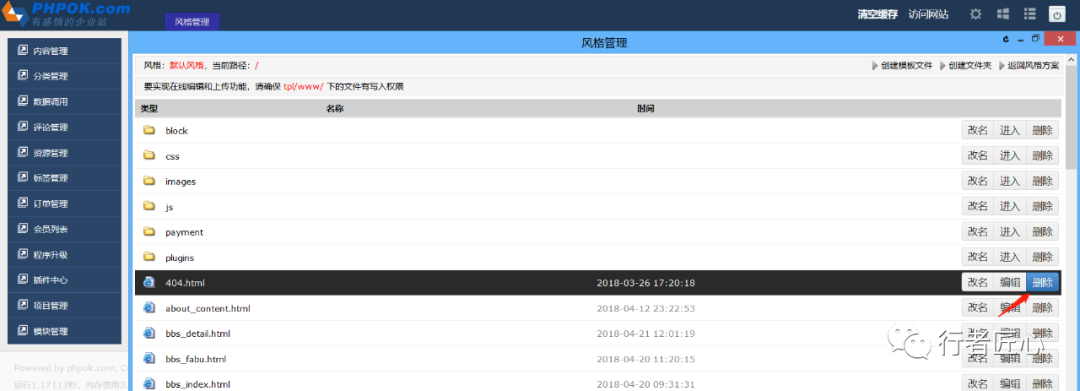 PHPOK.com
有感情的企业站
风格管理
清空缓存 访问网站
风格管理
内容管理
分类管理
数据调用
评论管理
资源管理
标签管理
订单管理
会员列表
程序升级
插件中心
项目管理
模块管理
Powered by phpok.com, C
运行1.17112秒，内存使用3.
风格：默认风格，当前路径：/
创建模板文件 创建文件夹 返回风格方案
要实现在线编辑和上传功能，请确保 tpl/www/ 下的文件有写入权限
类型 名称 时间
block 改名 进入 删除
css 改名 进入 删除
images 改名 进入 删除
js 改名 进入 删除
payment 改名 进入 删除
plugins 改名 进入 删除
404.html 2018-03-26 17:20:18 改名 编辑 删除
about_content.html 2018-04-12 23:22:53 改名 编辑 删除
bbs_detail.html 2018-04-21 12:01:19 改名 编辑 删除
bbs_fabu.html 2018-04-20 11:20:15 改名 编辑 删除
bbs_index.html 2018-04-20 09:31:31 改名 编辑 删除
行者匠心